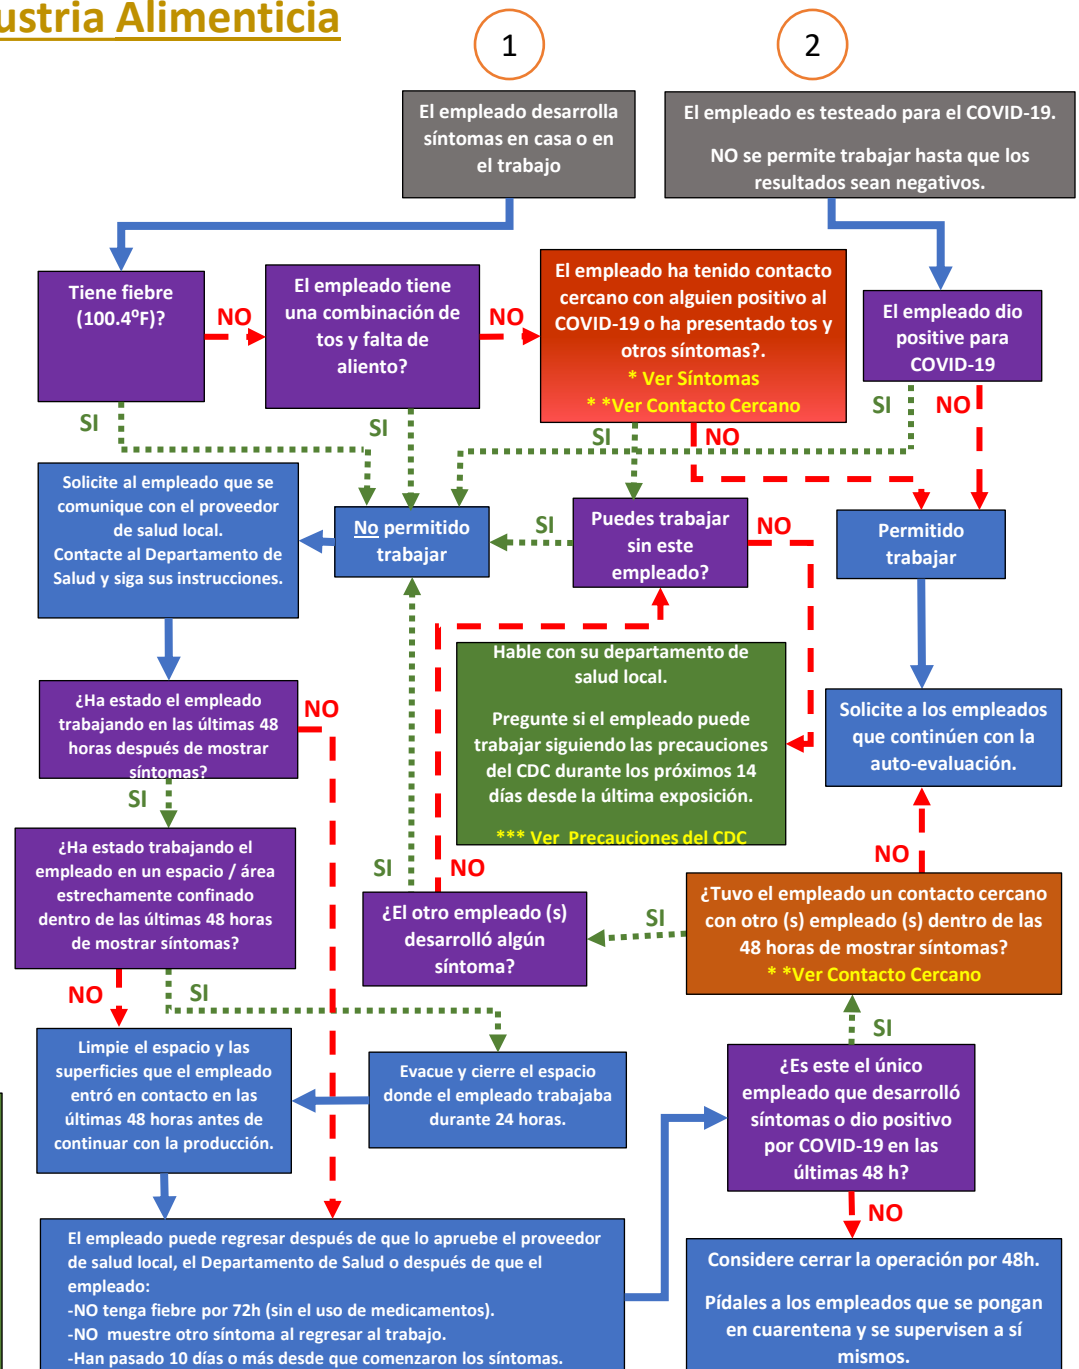 ustria Alimenticia
1
2
El empleado desarrolla
síntomas en casa o en
el trabajo
El empleado es testeado para el COVID-19.
NO se permite trabajar hasta que los
resultados sean negativos.
Tiene fiebre
(100.4ºF)?
NO
El empleado tiene
una combinación de
tos y falta de
aliento?
NO
El empleado ha tenido contacto
cercano con alguien positivo al
COVID-19 o ha presentado tos y
otros síntomas?.
* Ver Síntomas
* *Ver Contacto Cercano
El empleado dio
positive para
COVID-19
SI
SI
SI
NO
SI
NO
Solicite al empleado que se
comunique con el proveedor
de salud local.
Contacte al Departamento de
Salud y siga sus instrucciones.
No permitido
trabajar
SI
Puedes trabajar
sin este
empleado?
NO
Permitido
trabajar
¿Ha estado el empleado
trabajando en las últimas 48
horas después de mostrar
síntomas?
NO
SI
Hable con su departamento de
salud local.
Pregunte si el empleado puede
trabajar siguiendo las precauciones
del CDC durante los próximos 14
días desde la última exposición.
*** Ver Precauciones del CDC
Solicite a los empleados
que continúen con la
auto-evaluación.
¿Ha estado trabajando el
empleado en un espacio / área
estrechamente confinado
dentro de las últimas 48 horas
de mostrar síntomas?
SI
NO
NO
¿El otro empleado (s)
desarrolló algún
síntoma?
SI
¿Tuvo el empleado un contacto cercano
con otro (s) empleado (s) dentro de las
48 horas de mostrar síntomas?
* *Ver Contacto Cercano
NO
SI
SI
Limpie el espacio y las
superficies que el empleado
entró en contacto en las
últimas 48 horas antes de
continuar con la producción.
Evacue y cierre el espacio
donde el empleado trabajaba
durante 24 horas.
¿Es este el único
empleado que desarrolló
síntomas o dio positivo
por COVID-19 en las
últimas 48 h?
NO
El empleado puede regresar después de que lo apruebe el proveedor
de salud local, el Departamento de Salud o después de que el
empleado:
-NO tenga fiebre por 72h (sin el uso de medicamentos).
-NO muestre otro síntoma al regresar al trabajo.
-Han pasado 10 días o más desde que comenzaron los síntomas.
Considere cerrar la operación por 48h.
Pídales a los empleados que se pongan
en cuarentena y se supervisen a sí
mismos.